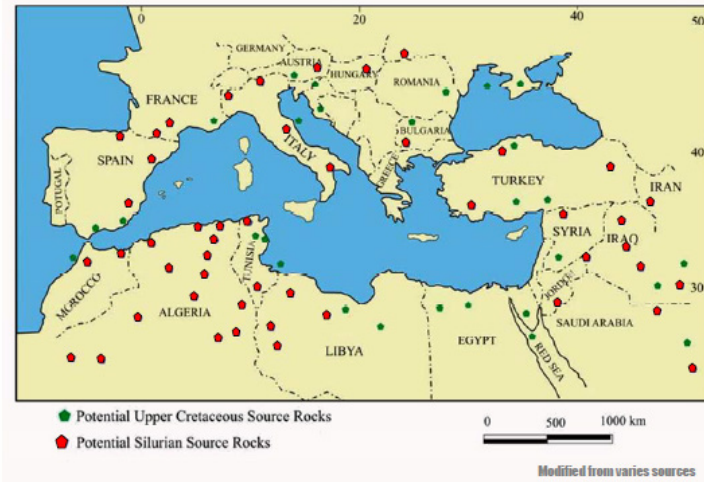 0 20 40 50
GERMANY
AUSTRIA
HUNGARY
ROMANIA
FRANCE
BULGARIA
ITALY
40
SPAIN
POTUGAL
GREECE
TURKEY
IRAN
SYRIA
IRAQ
TUNISIA
MGROCCO
JORDEN
30
ALGERIA
SAUDI ARABIA
LIBYA
EGYPT
RED SEA
Potential Upper Cretaceous Source Rocks
Potential Silurian Source Rocks
0 500 1000 km
Modified from varies sources